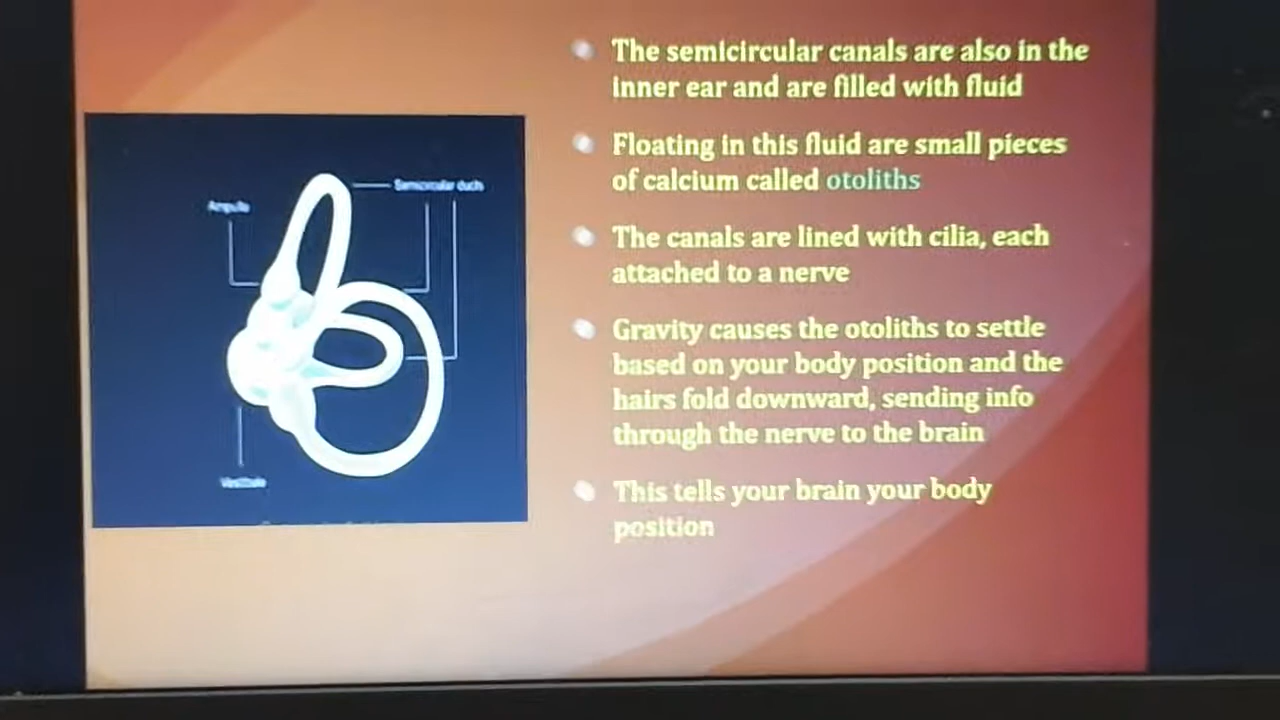 The semicircular canals are also in the
inner ear and are filled with fluid
Floating in this fluid are small pieces
of calcium called otoliths
The canals are lined with cilia, each
attached to a nerve
Gravity causes the otoliths to settle
based on your body position and the
hairs fold downward, sending info
through the nerve to the brain
This tells your brain your body
position
Semicircular ducts
Ampulla
Vestibule